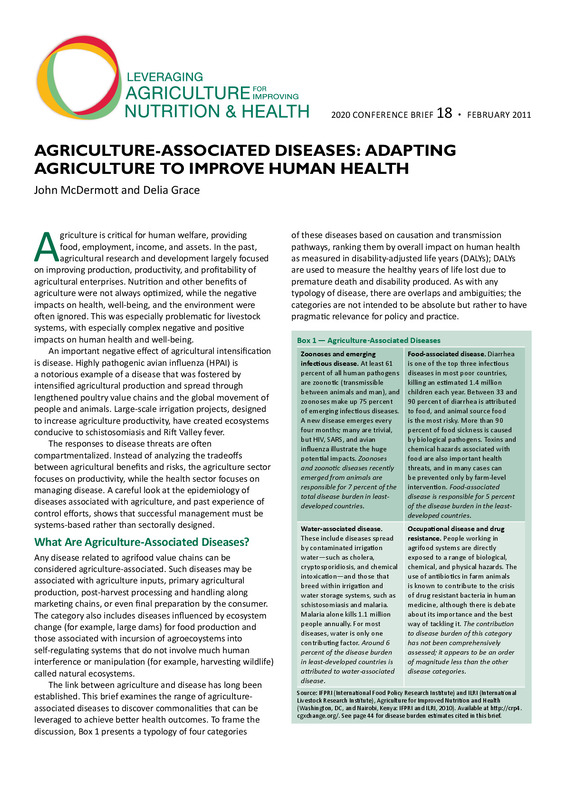 LEVERAGING
AGRICULTURE FOR IMPROVING
NUTRITION & HEALTH
2020 CONFERENCE BRIEF 18 • FEBRUARY 2011
AGRICULTURE-ASSOCIATED DISEASES: ADAPTING
AGRICULTURE TO IMPROVE HUMAN HEALTH
John McDermott and Delia Grace
Agriculture is critical for human welfare, providing
food, employment, income, and assets. In the past,
agricultural research and development largely focused
on improving production, productivity, and profitability of
agricultural enterprises. Nutrition and other benefits of
agriculture were not always optimized, while the negative
impacts on health, well-being, and the environment were
often ignored. This was especially problematic for livestock
systems, with especially complex negative and positive
impacts on human health and well-being.
An important negative effect of agricultural intensification
is disease. Highly pathogenic avian influenza (HPAI) is
a notorious example of a disease that was fostered by
intensified agricultural production and spread through
lengthened poultry value chains and the global movement of
people and animals. Large-scale irrigation projects, designed
to increase agriculture productivity, have created ecosystems
conducive to schistosomiasis and Rift Valley fever.
The responses to disease threats are often
compartmentalized. Instead of analyzing the tradeoffs
between agricultural benefits and risks, the agriculture sector
focuses on productivity, while the health sector focuses on
managing disease. A careful look at the epidemiology of
diseases associated with agriculture, and past experience of
control efforts, shows that successful management must be
systems-based rather than sectorally designed.
What Are Agriculture-Associated Diseases?
Any disease related to agrifood value chains can be
considered agriculture-associated. Such diseases may be
associated with agriculture inputs, primary agricultural
production, post-harvest processing and handling along
marketing chains, or even final preparation by the consumer.
The category also includes diseases influenced by ecosystem
change (for example, large dams) for food production and
those associated with incursion of agroecosystems into
self-regulating systems that do not involve much human
interference or manipulation (for example, harvesting wildlife)
called natural ecosystems.
The link between agriculture and disease has long been
established. This brief examines the range of agriculture-
associated diseases to discover commonalities that can be
leveraged to achieve better health outcomes. To frame the
discussion, Box 1 presents a typology of four categories
of these diseases based on causation and transmission
pathways, ranking them by overall impact on human health
as measured in disability-adjusted life years (DALYs); DALYs
are used to measure the healthy years of life lost due to
premature death and disability produced. As with any
typology of disease, there are overlaps and ambiguities; the
categories are not intended to be absolute but rather to have
pragmatic relevance for policy and practice.
Box 1 — Agriculture-Associated Diseases
Zoonoses and emerging
infectious disease. At least 61
percent of all human pathogens
are zoonotic (transmissible
between animals and man), and
zoonoses make up 75 percent
of emerging infectious diseases.
A new disease emerges every
four months; many are trivial,
but HIV, SARS, and avian
influenza illustrate the huge
potential impacts. Zoonoses
and zoonotic diseases recently
emerged from animals are
responsible for 7 percent of the
total disease burden in least-
developed countries.
Food-associated disease. Diarrhea
is one of the top three infectious
diseases in most poor countries,
killing an estimated 1.4 million
children each year. Between 33 and
90 percent of diarrhea is attributed
to food, and animal source food
is the most risky. More than 90
percent of food sickness is caused
by biological pathogens. Toxins and
chemical hazards associated with
food are also important health
threats, and in many cases can
be prevented only by farm-level
intervention. Food-associated
disease is responsible for 5 percent
of the disease burden in the least-
developed countries.
Water-associated disease.
These include diseases spread
by contaminated irrigation
water—such as cholera,
cryptosporidiosis, and chemical
intoxication—and those that
breed within irrigation and
water storage systems, such as
schistosomiasis and malaria.
Malaria alone kills 1.1 million
people annually. For most
diseases, water is only one
contributing factor. Around 6
percent of the disease burden
in least-developed countries is
attributed to water-associated
disease.
Occupational disease and drug
resistance. People working in
agrifood systems are directly
exposed to a range of biological,
chemical, and physical hazards. The
use of antibiotics in farm animals
is known to contribute to the crisis
of drug resistant bacteria in human
medicine, although there is debate
about its importance and the best
way of tackling it. The contribution
to disease burden of this category
has not been comprehensively
assessed; it appears to be an order
of magnitude less than the other
disease categories.
Source: IFPRI (International Food Policy Research Institute) and ILRI (International
Livestock Research Institute), Agriculture for Improved Nutrition and Health
(Washington, DC, and Nairobi, Kenya: IFPRI and ILRI, 2010). Available at http://crp4.
cgxchange.org/. See page 44 for disease burden estimates cited in this brief.